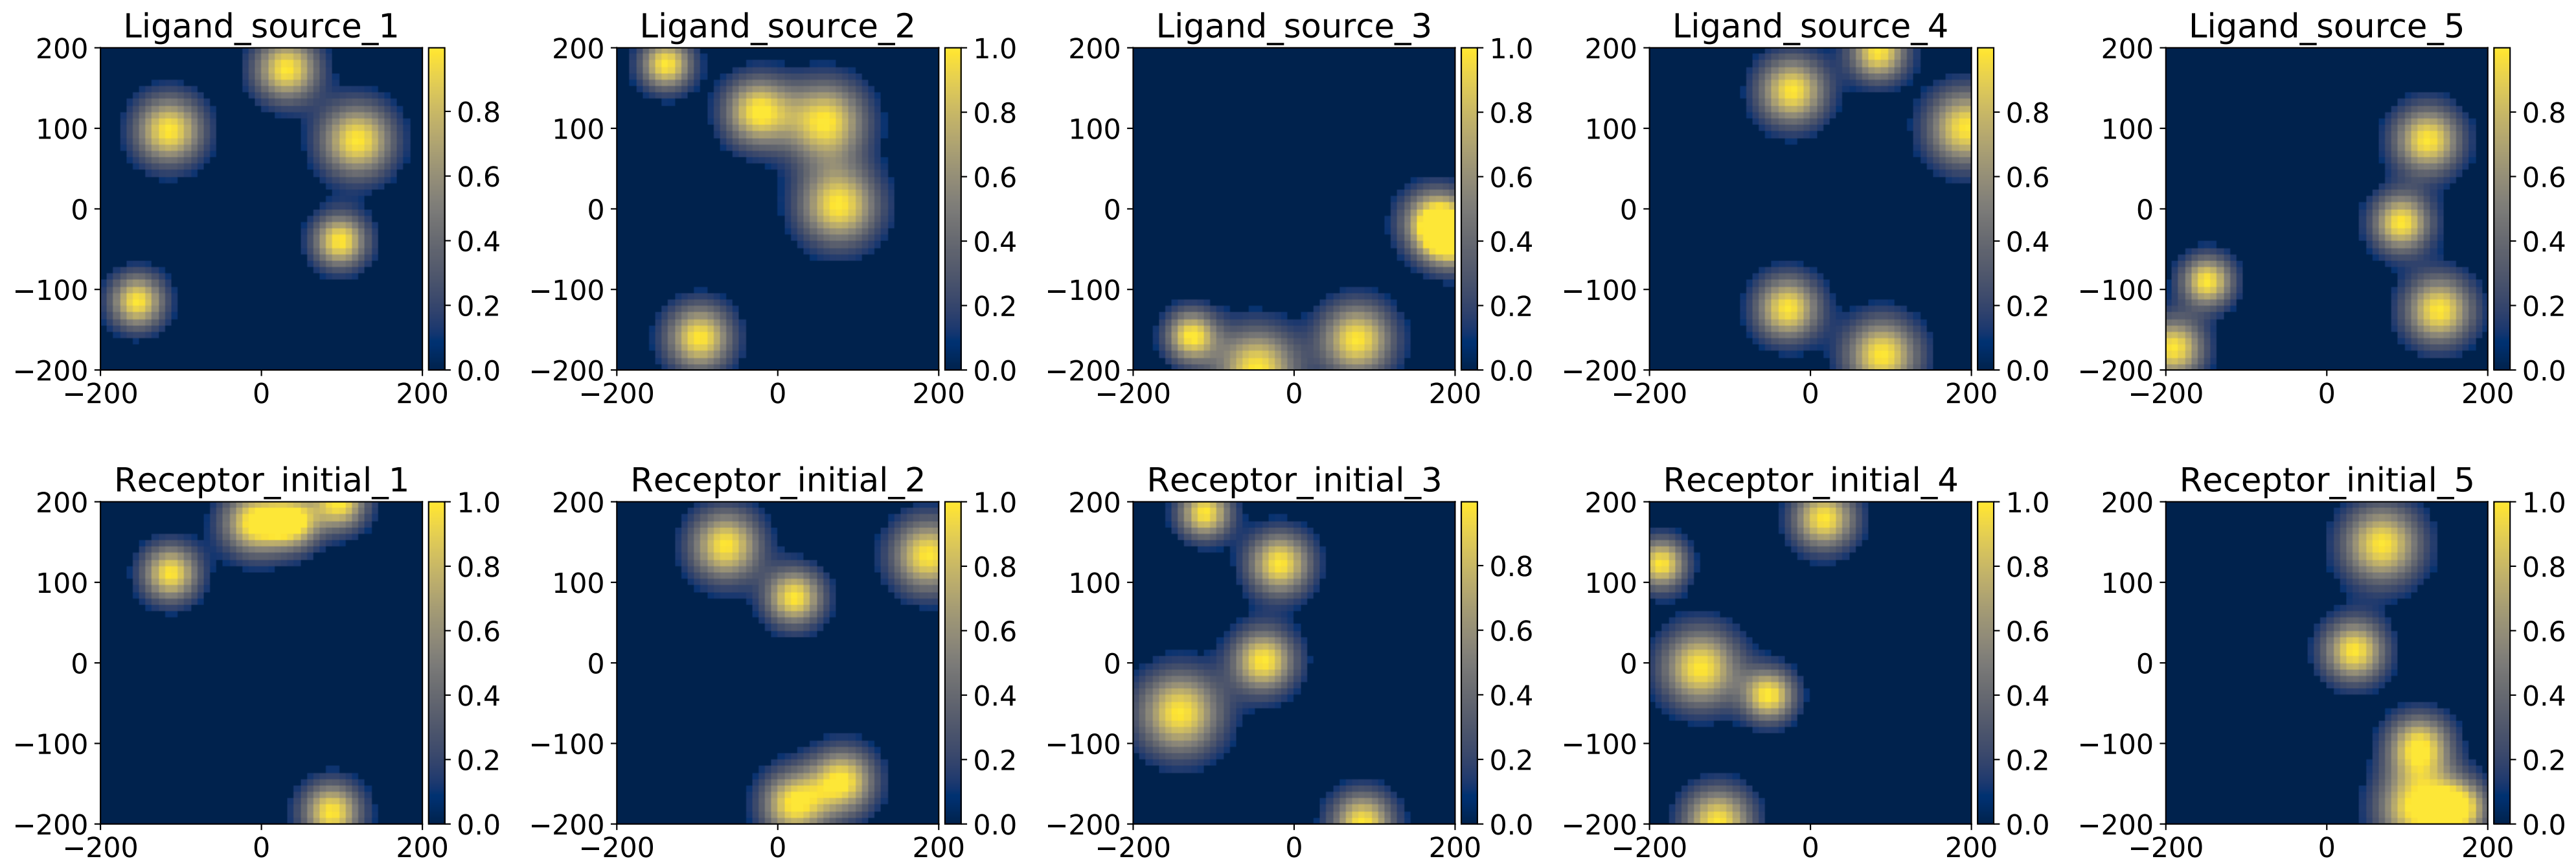 Ligand_source_1 Ligand_source_2 Ligand_source_3 Ligand_source_4 Ligand_source_5
200 200 1.0 200 1.0 200 200
0.8 0.8 0.8 0.8 0.8
100 100 100 100 100
0.6 0.6 0.6 0.6 0.6
0 0 0 0 0
0.4 0.4 0.4 0.4 0.4
−100 −100 −100 −100 −100
0.2 0.2 0.2 0.2 0.2
−200 0.0 −200 0.0 −200 0.0 −200 0.0 −200 0.0
−200 0 200 −200 0 200 −200 0 200 −200 0 200 −200 0 200
Receptor_initial_1 Receptor_initial_2 Receptor_initial_3 Receptor_initial_4 Receptor_initial_5
200 1.0 200 1.0 200 200 1.0 200 1.0
0.8 0.8 0.8 0.8 0.8
100 100 100 100 100
0.6 0.6 0.6 0.6 0.6
0 0 0 0 0
0.4 0.4 0.4 0.4 0.4
−100 −100 −100 −100 −100
0.2 0.2 0.2 0.2 0.2
−200 0.0 −200 0.0 −200 0.0 −200 0.0 −200 0.0
−200 0 200 −200 0 200 −200 0 200 −200 0 200 −200 0 200